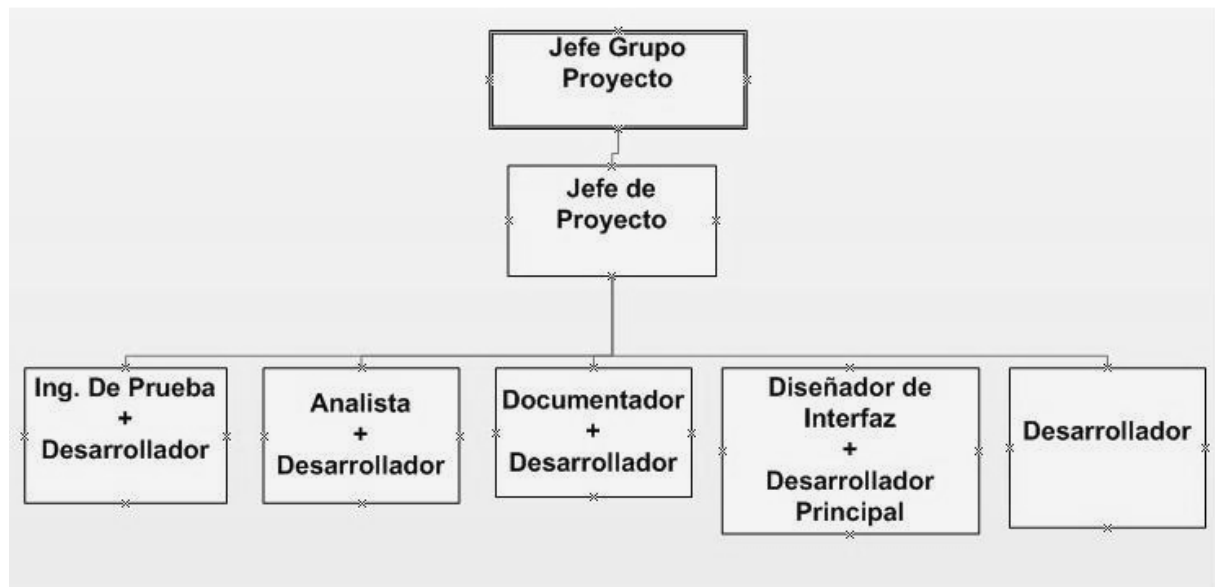 Jefe Grupo
Proyecto
Jefe de
Proyecto
Ing. De Prueba
+
Desarrollador
Analista
+
Desarrollador
Documentador
+
Desarrollador
Diseñador de
Interfaz
+
Desarrollador
Principal
Desarrollador